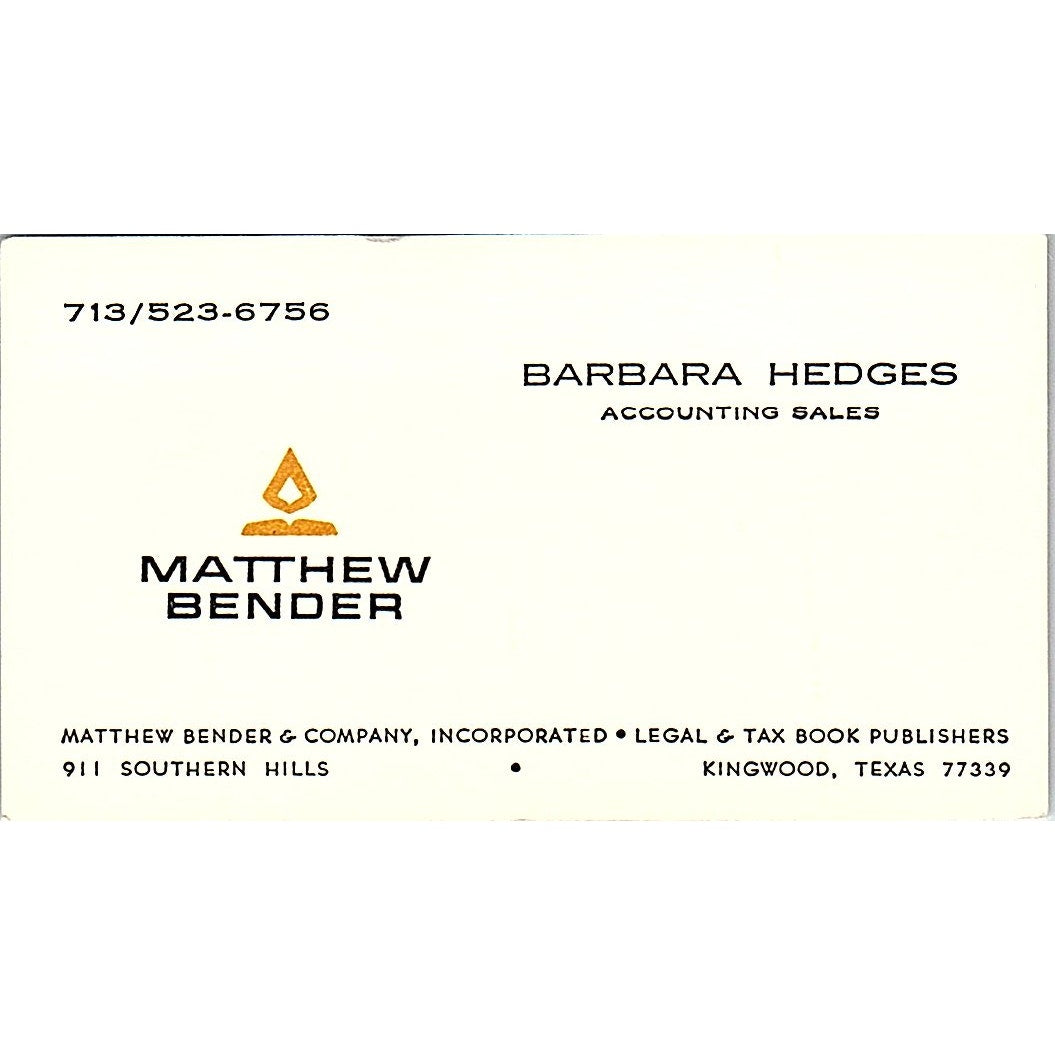 713/523-6756
BARBARA HEDGES
ACCOUNTING SALES
MATTHEW
BENDER
MATTHEW BENDER & COMPANY, INCORPORATED • LEGAL & TAX BOOK PUBLISHERS
911 SOUTHERN HILLS • KINGWOOD, TEXAS 77339